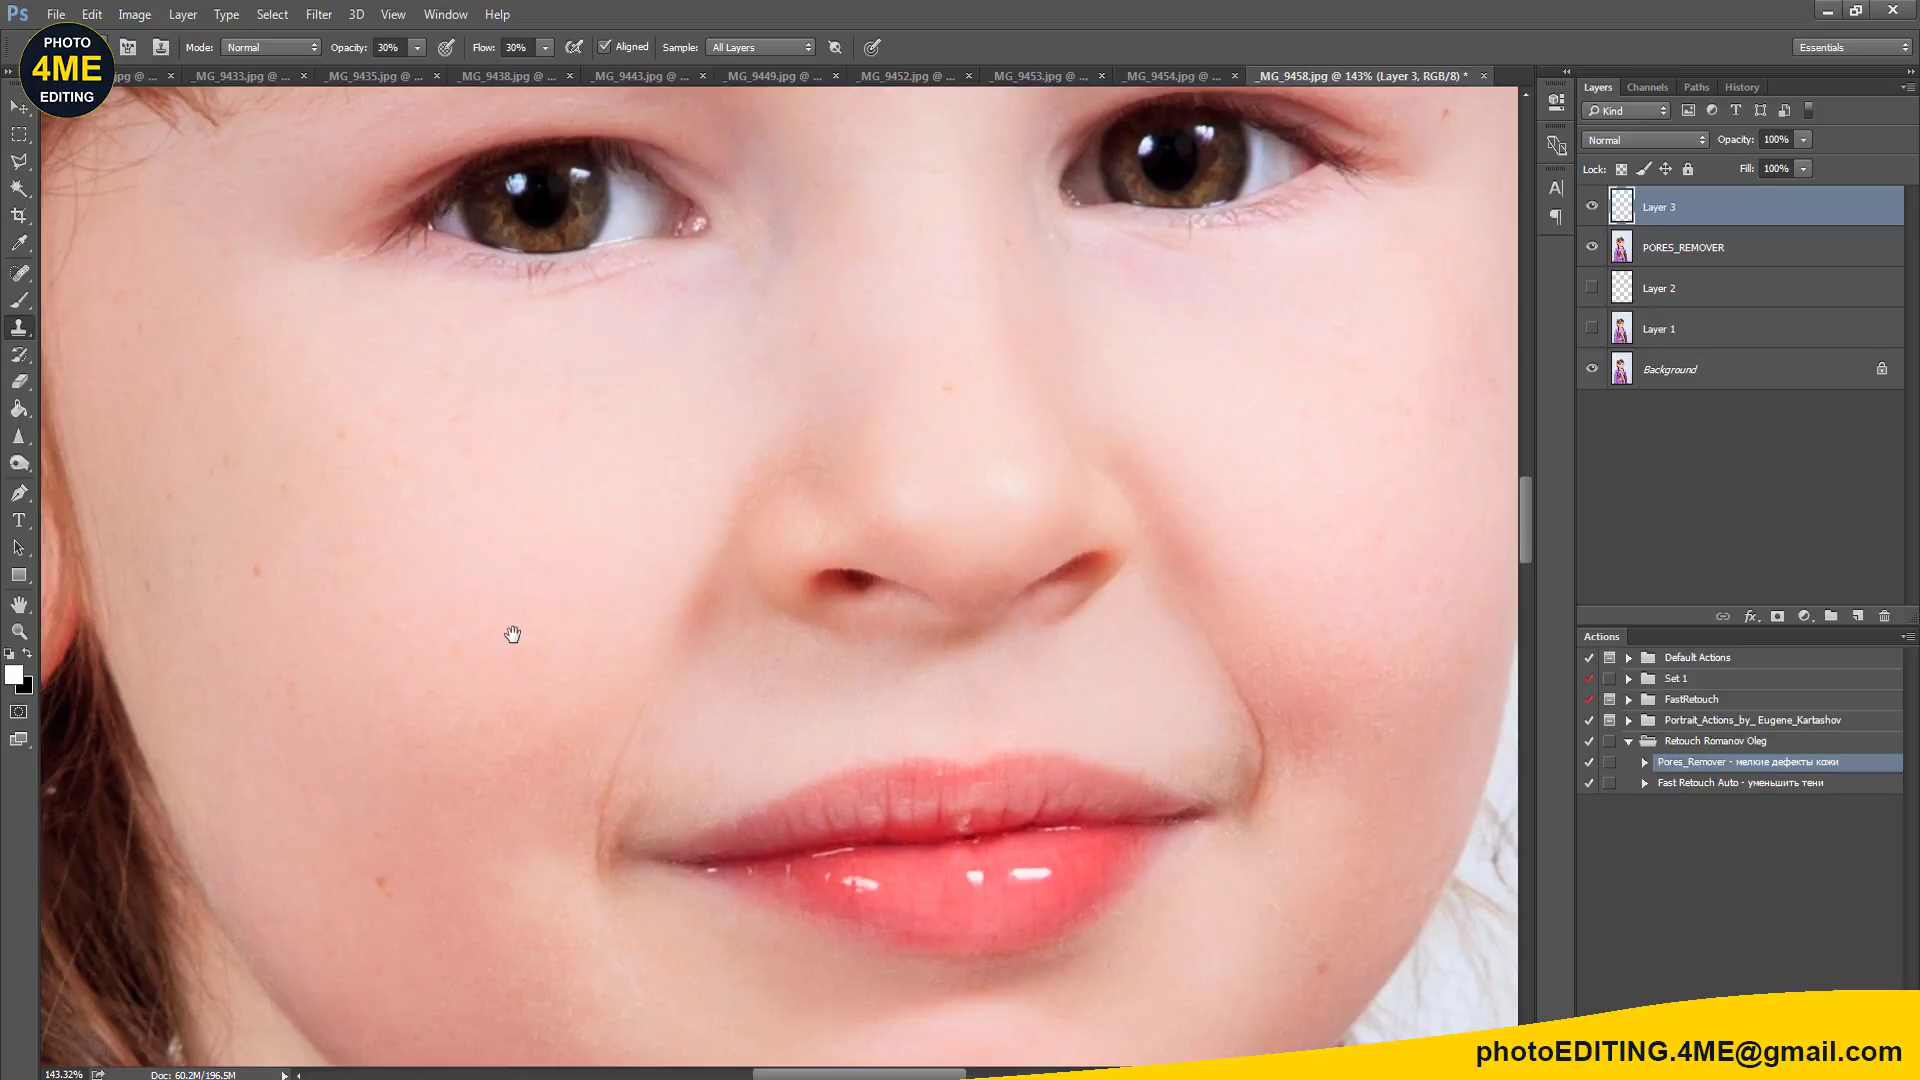 Ps File Edit Image Layer Type Select Filter 3D View Window Help
PHOTO
4ME
EDITING
Mode: Normal Opacity: 30% Flow: 30% Aligned Sample: All Layers Essentials
jpg @ ... _MG_9433.jpg @ ... _MG_9435.jpg @ ... _MG_9438.jpg @ ... _MG_9443.jpg @ ... _MG_9449.jpg @ ... _MG_9452.jpg @ ... _MG_9453.jpg @ ... _MG_9454.jpg @ ... _MG_9458.jpg @ 143% (Layer 3, RGB/8) *
Layers Channels Paths History
Kind
Normal Opacity: 100%
Lock: Fill: 100%
Layer 3
PORES_REMOVER
Layer 2
Layer 1
Background
fx
Actions
Default Actions
Set 1
FastRetouch
Portrait_Actions_by_ Eugene_Kartashov
Retouch Romanov Oleg
Pores_Remover - мелкие дефекты кожи
Fast Retouch Auto - уменьшить тени
photoEDITING.4ME@gmail.com
143.32% Doc: 60.2M/196.5M